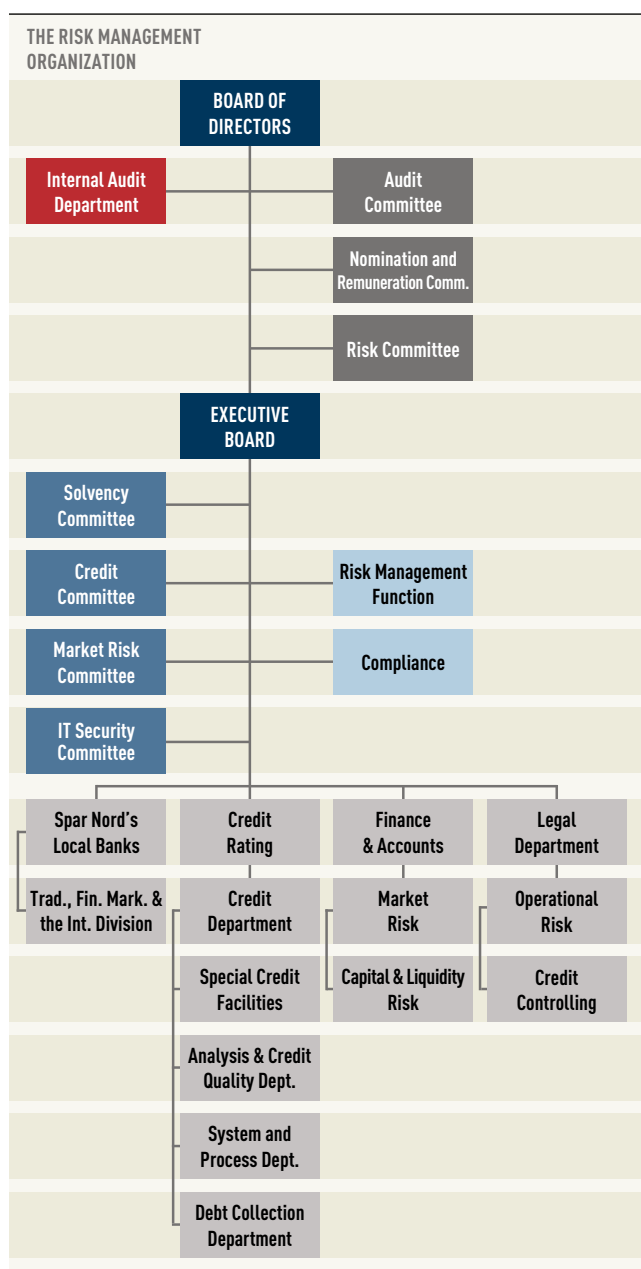 THE RISK MANAGEMENT
ORGANIZATION
BOARD OF
DIRECTORS
Internal Audit
Department
Audit
Committee
Nomination and
Remuneration Comm.
Risk Committee
EXECUTIVE
BOARD
Solvency
Committee
Credit
Committee
Risk Management
Function
Market Risk
Committee
Compliance
IT Security
Committee
Spar Nord's
Local Banks
Credit
Rating
Finance
& Accounts
Legal
Department
Trad., Fin. Mark. &
the Int. Division
Credit
Department
Market
Risk
Operational
Risk
Special Credit
Facilities
Capital & Liquidity
Risk
Credit
Controlling
Analysis & Credit
Quality Dept.
System and
Process Dept.
Debt Collection
Department